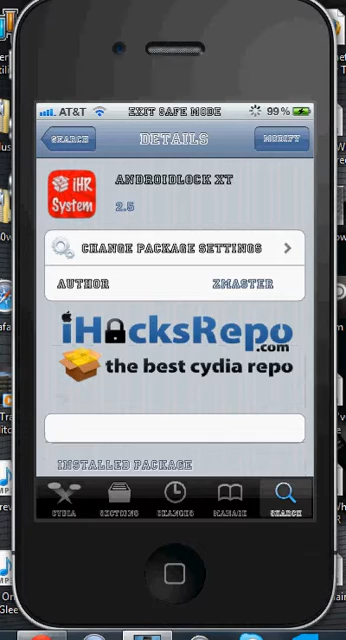 AT&T EXIT SAFE MODE 99%
SEARCH DETAILS MODIFY
iHR System ANDROIDLOCK XT
2.5
CHANGE PACKAGE SETTINGS
AUTHOR ZMASTER
iHacksRepo
.com
the best cydia repo
INSTALLED PACKAGE
CYDIA SECTIONS CHANGES MANAGE SEARCH